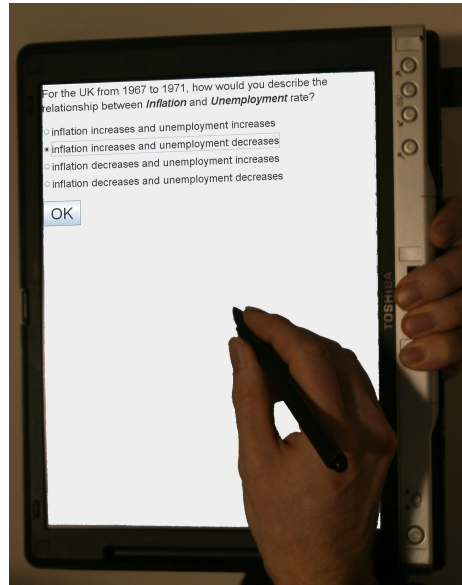 For the UK from 1967 to 1971, how would you describe the
relationship between Inflation and Unemployment rate?
inflation increases and unemployment increases
inflation increases and unemployment decreases
inflation decreases and unemployment increases
inflation decreases and unemployment decreases
OK
TOSHIBA